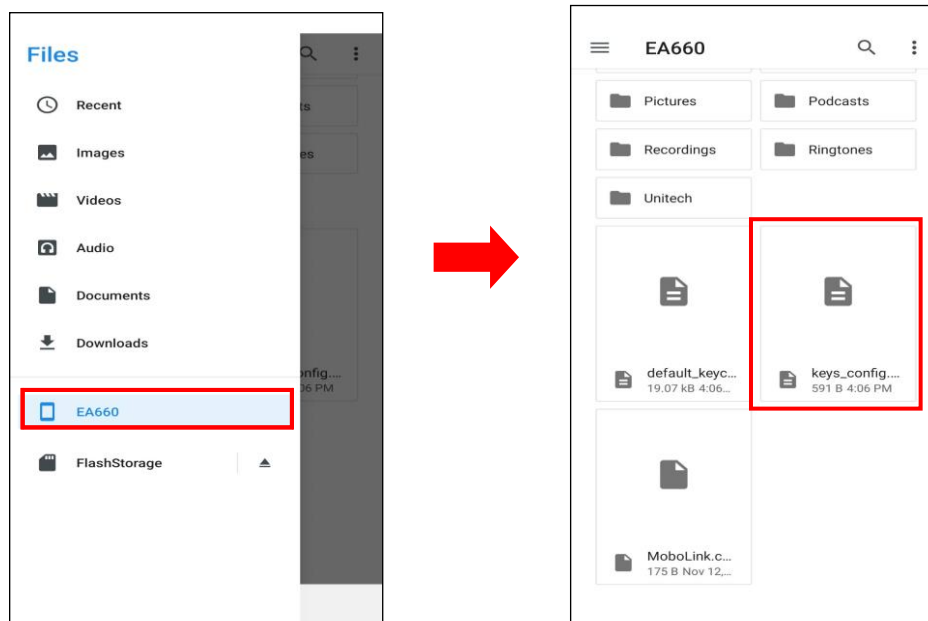 Files
Recent
Images
Videos
Audio
Documents
Downloads
EA660
FlashStorage
ts
es
onfig....
06 PM
EA660
Pictures
Podcasts
Recordings
Ringtones
Unitech
default_keyc...
19.07 kB 4:06...
keys_config....
591 B 4:06 PM
MoboLink.c...
175 B Nov 12,...